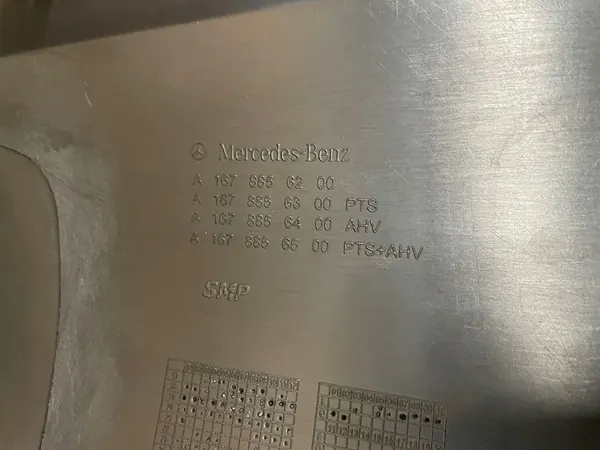 Mercedes-Benz
A 167 885 62 00
A 167 885 63 00 PTS
A 167 885 64 00 AHV
A 167 885 65 00 PTS+AHV
SMP